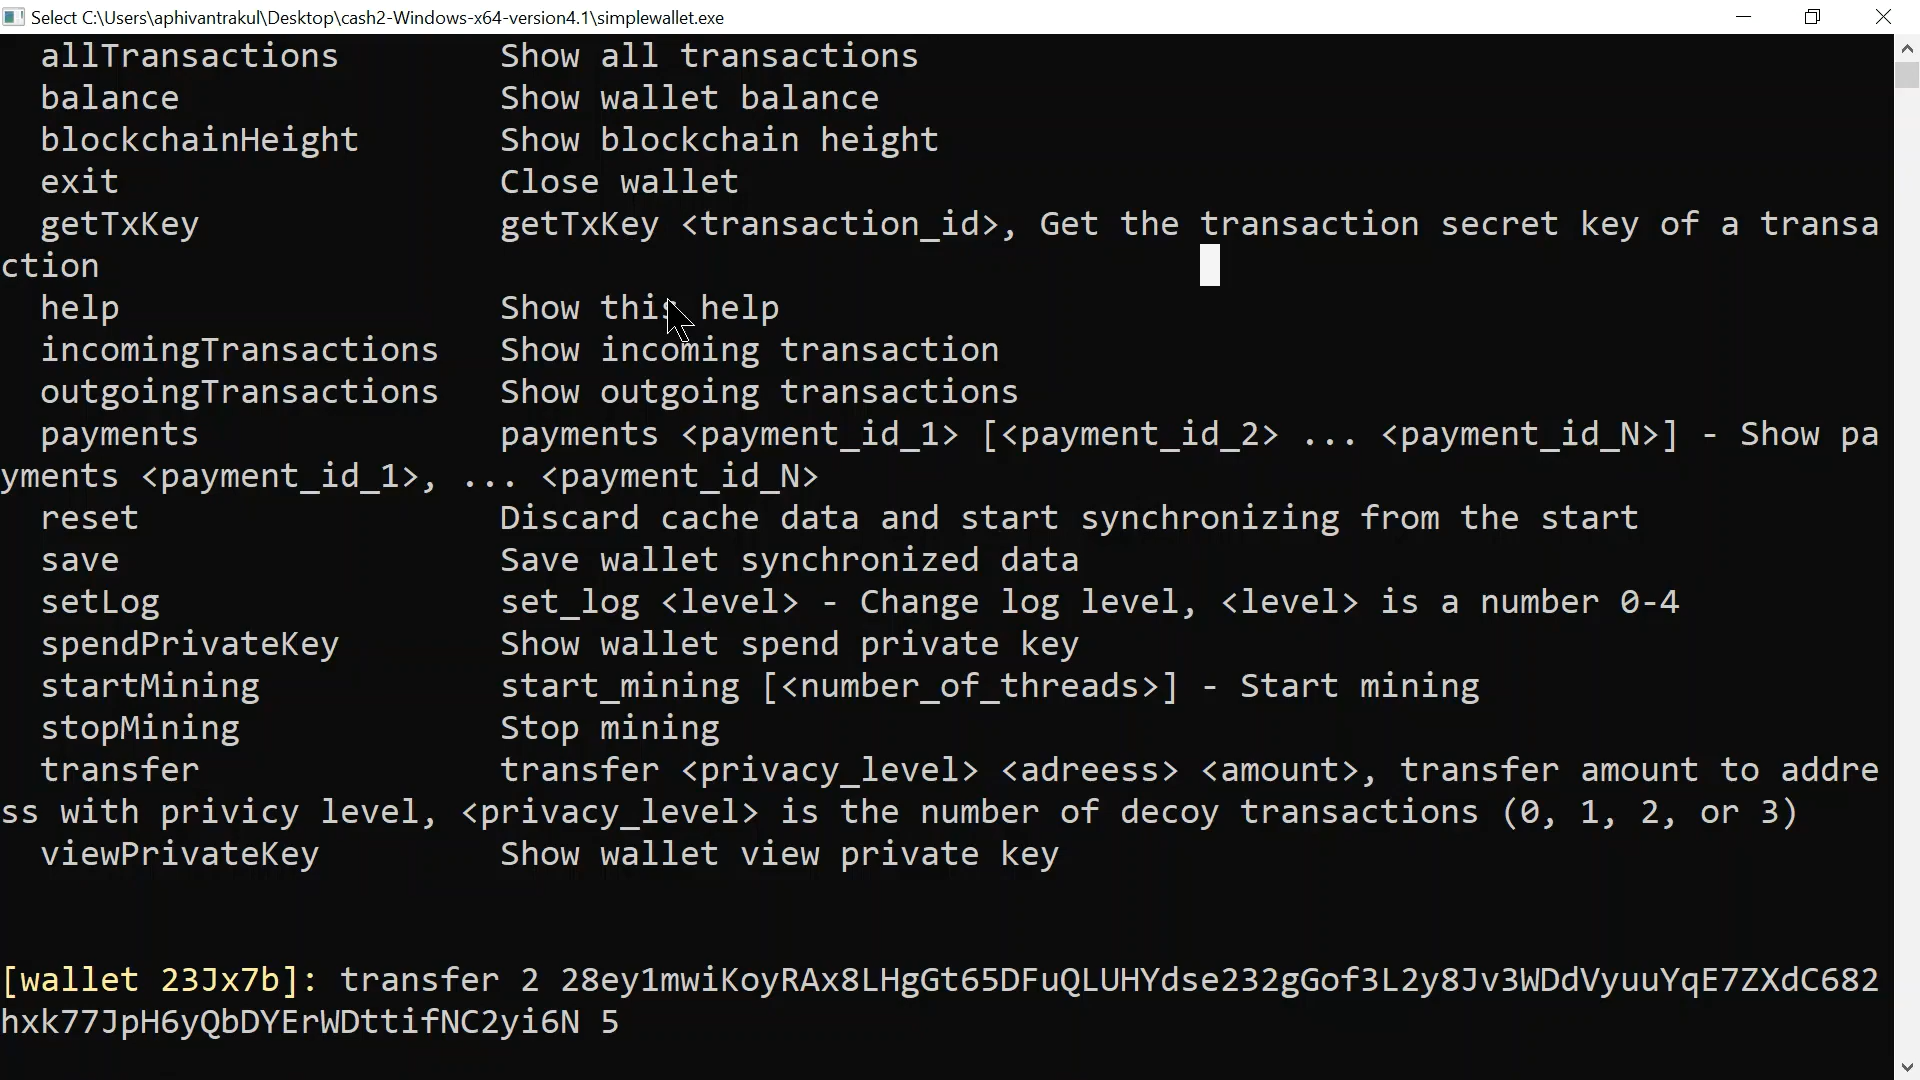 Select C:\Users\aphivantrakul\Desktop\cash2-Windows-x64-version4.1\simplewallet.exe
allTransactions Show all transactions
balance Show wallet balance
blockchainHeight Show blockchain height
exit Close wallet
getTxKey getTxKey <transaction_id>, Get the transaction secret key of a transa
ction
help Show this help
incomingTransactions Show incoming transaction
outgoingTransactions Show outgoing transactions
payments payments <payment_id_1> [<payment_id_2> ... <payment_id_N>] - Show pa
yments <payment_id_1>, ... <payment_id_N>
reset Discard cache data and start synchronizing from the start
save Save wallet synchronized data
setLog set_log <level> - Change log level, <level> is a number 0-4
spendPrivateKey Show wallet spend private key
startMining start_mining [<number_of_threads>] - Start mining
stopMining Stop mining
transfer transfer <privacy_level> <adreess> <amount>, transfer amount to addre
ss with privicy level, <privacy_level> is the number of decoy transactions (0, 1, 2, or 3)
viewPrivateKey Show wallet view private key
[wallet 23Jx7b]: transfer 2 28ey1mwiKoyRAx8LHgGt65DFuQLUHYdse232gGof3L2y8Jv3WDdVyuuYqE7ZXdC682
hxk77JpH6yQbDYErWDttifNC2yi6N 5